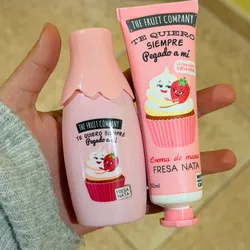 THE FRUIT COMPANY
TE QUIERO
SIEMPRE
Pegado a mí
FRESA
NATA
THE FRUIT COMPANY
TE QUIERO
SIEMPRE
Pegado a mí
Crema de manos
FRESA NATA
50ml